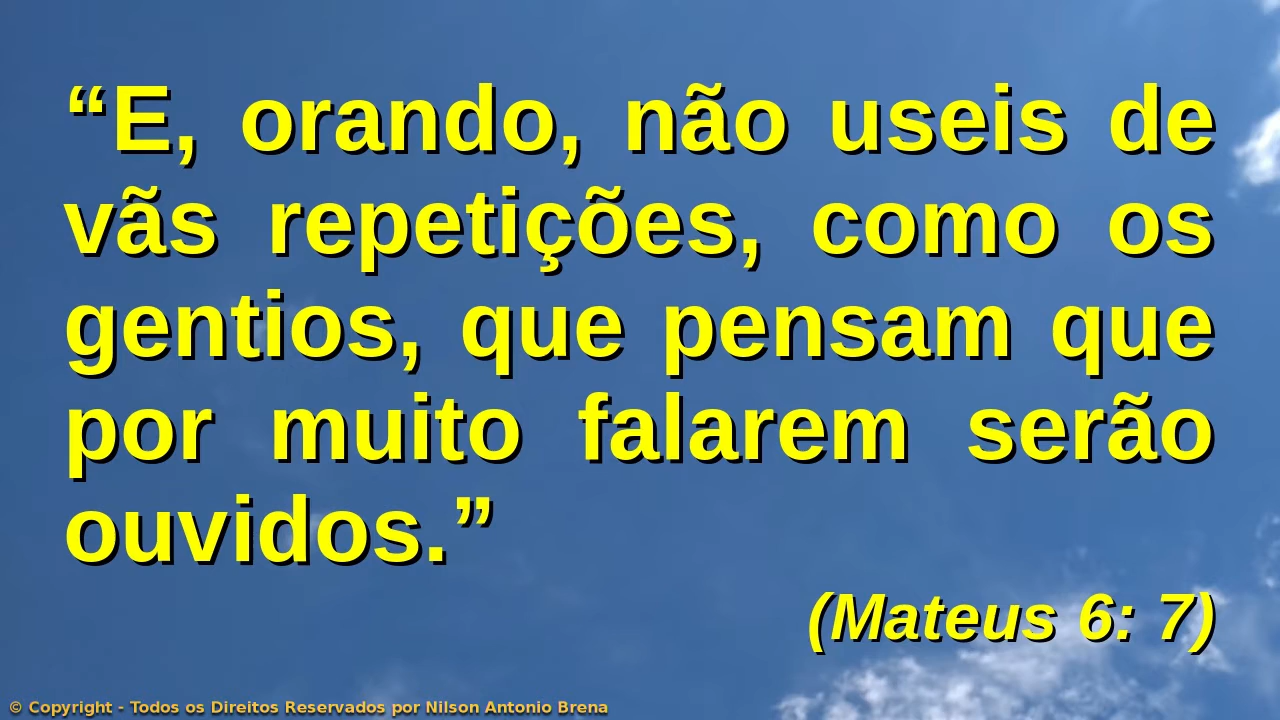 “E, orando, não useis de
vãs repetições, como os
gentios, que pensam que
por muito falarem serão
ouvidos.”
(Mateus 6: 7)
© Copyright - Todos os Direitos Reservados por Nilson Antonio Brena